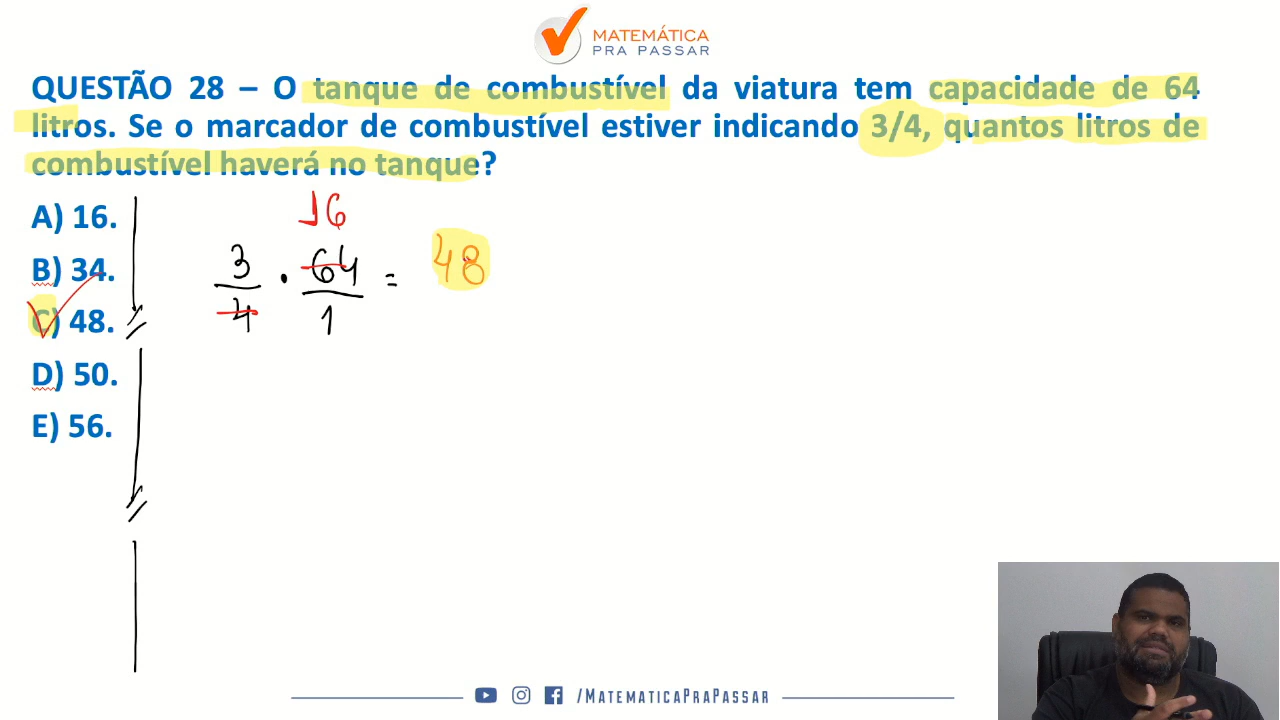 MATEMÁTICA
PRA PASSAR
QUESTÃO 28 – O tanque de combustível da viatura tem capacidade de 64
litros. Se o marcador de combustível estiver indicando 3/4, quantos litros de
combustível haverá no tanque?
A) 16.
B) 34.
C) 48.
D) 50.
E) 56.
16
3/4 · 64/1 = 48
/MATEMATICAPRAPASSAR